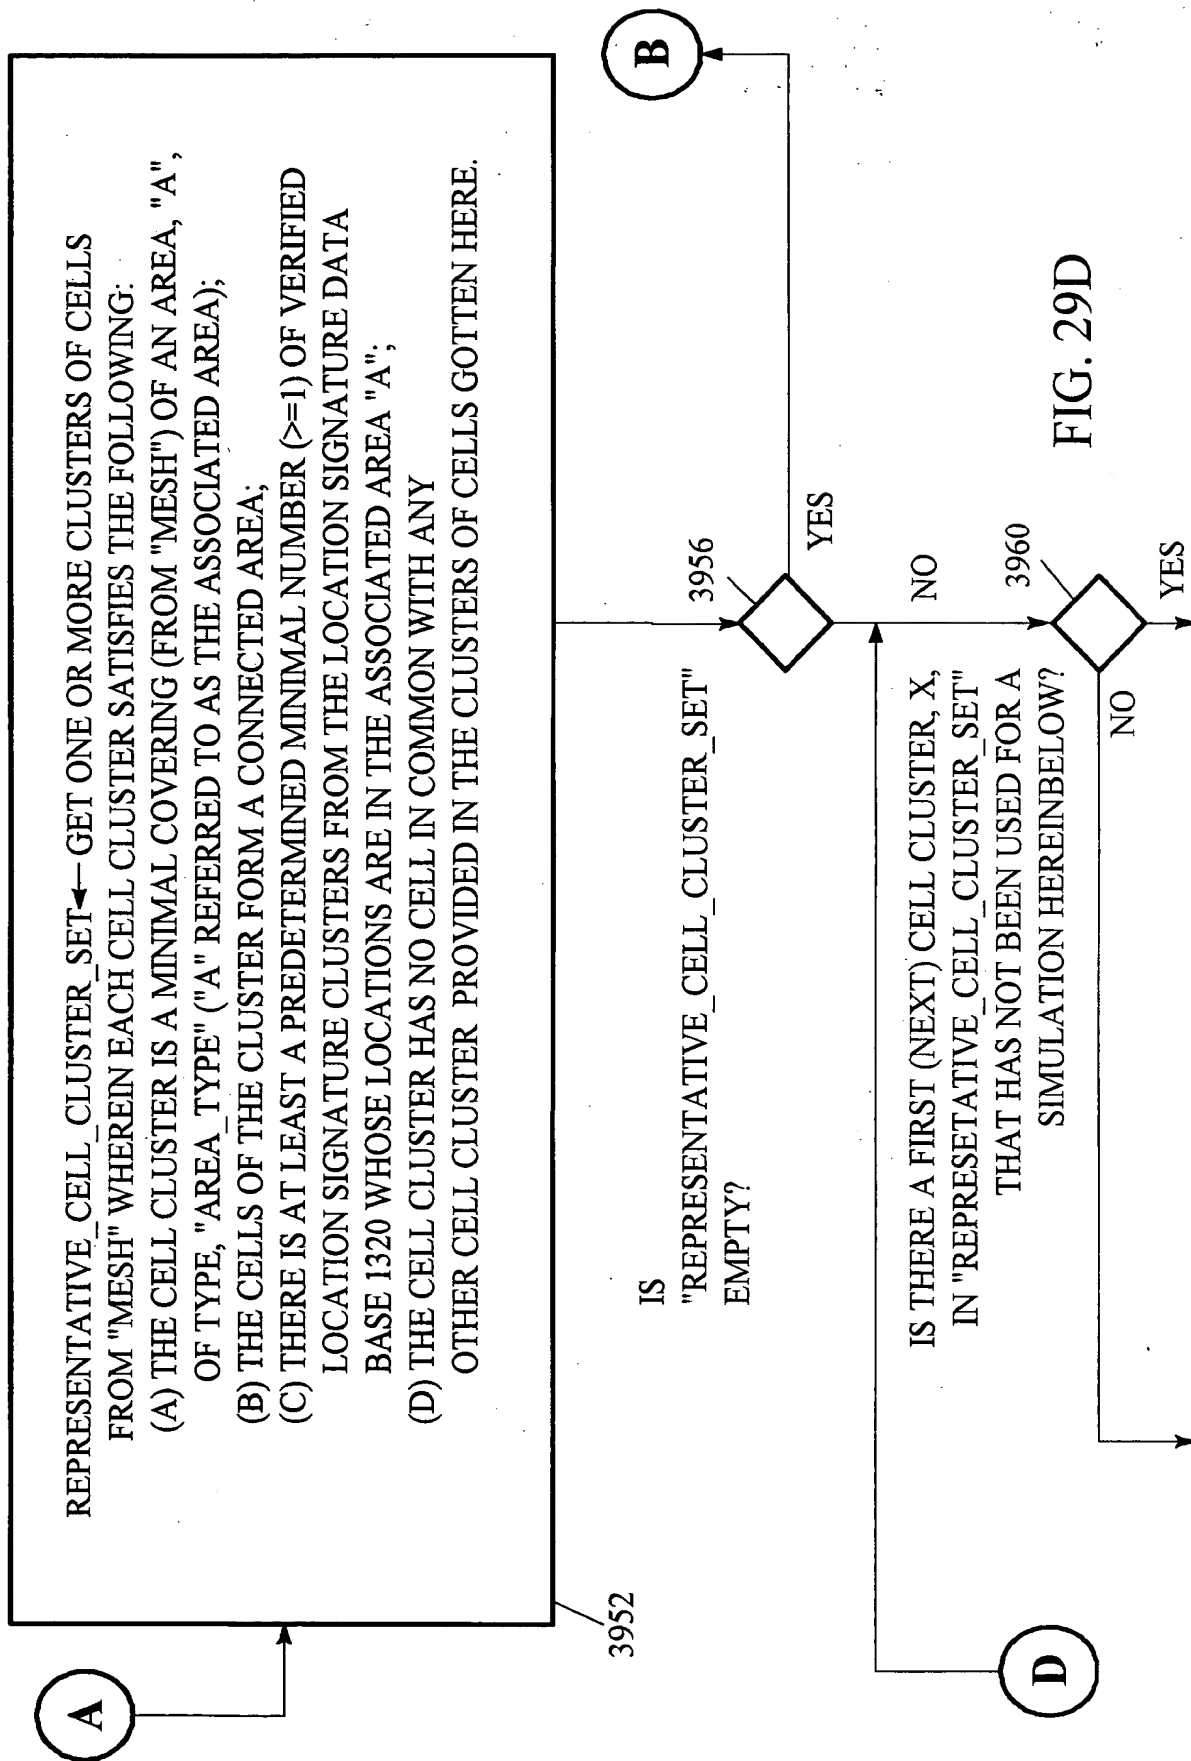 A
REPRESENTATIVE_CELL_CLUSTER_SET ← GET ONE OR MORE CLUSTERS OF CELLS
FROM "MESH" WHEREIN EACH CELL CLUSTER SATISFIES THE FOLLOWING:
(A) THE CELL CLUSTER IS A MINIMAL COVERING (FROM "MESH") OF AN AREA, "A",
OF TYPE, "AREA_TYPE" ("A" REFERRED TO AS THE ASSOCIATED AREA);
(B) THE CELLS OF THE CLUSTER FORM A CONNECTED AREA;
(C) THERE IS AT LEAST A PREDETERMINED MINIMAL NUMBER (>=1) OF VERIFIED
LOCATION SIGNATURE CLUSTERS FROM THE LOCATION SIGNATURE DATA
BASE 1320 WHOSE LOCATIONS ARE IN THE ASSOCIATED AREA "A";
(D) THE CELL CLUSTER HAS NO CELL IN COMMON WITH ANY
OTHER CELL CLUSTER PROVIDED IN THE CLUSTERS OF CELLS GOTTEN HERE.
3952
B
IS
"REPRESENTATIVE_CELL_CLUSTER_SET"
EMPTY?
3956
YES
NO
D
IS THERE A FIRST (NEXT) CELL CLUSTER, X,
IN "REPRESETATIVE_CELL_CLUSTER_SET"
THAT HAS NOT BEEN USED FOR A
SIMULATION HEREINBELOW?
3960
NO
YES
FIG. 29D